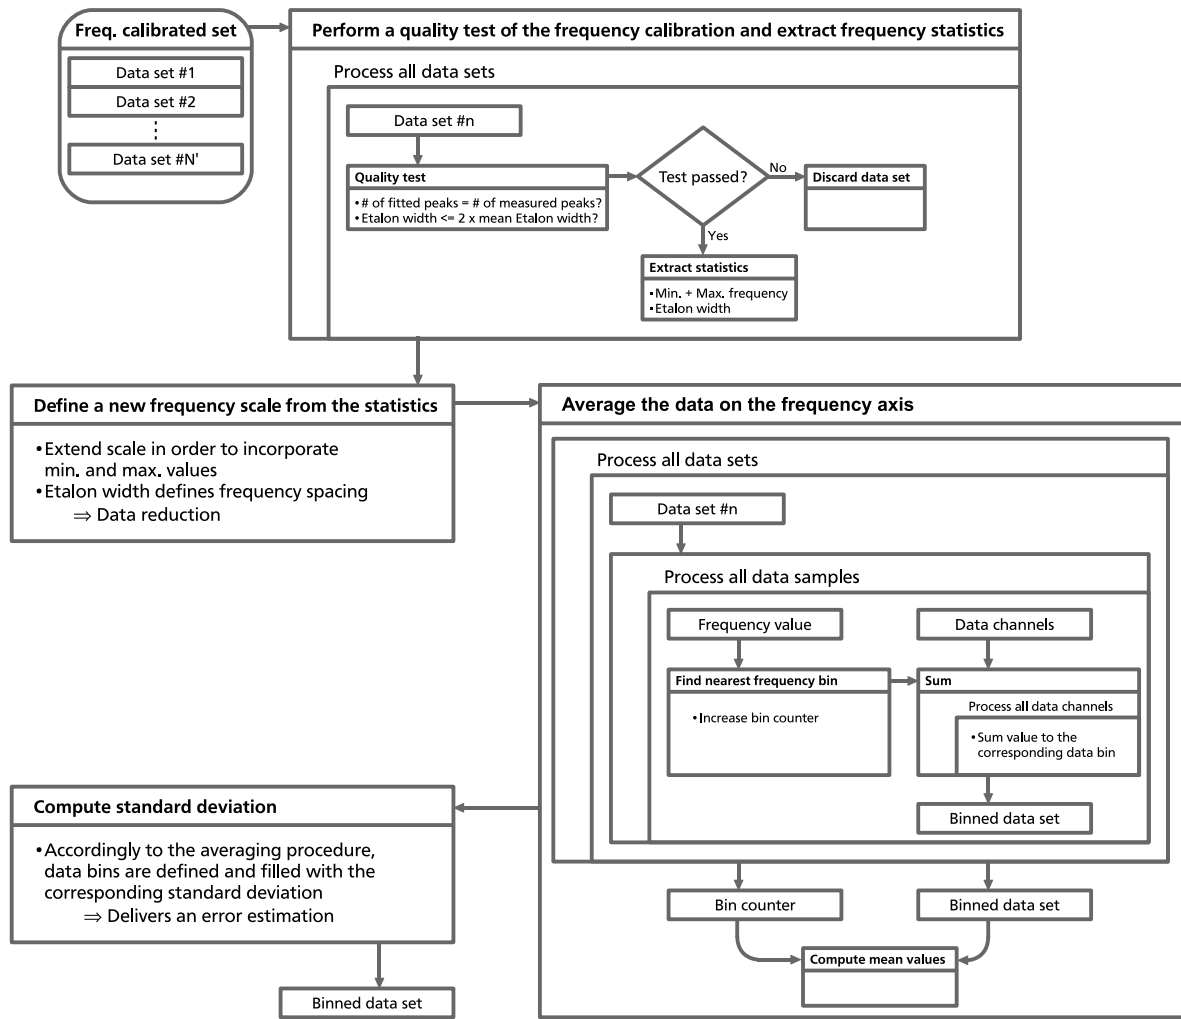 Freq. calibrated set
Data set #1
Data set #2
Data set #N'
Perform a quality test of the frequency calibration and extract frequency statistics
Process all data sets
Data set #n
Quality test
• # of fitted peaks = # of measured peaks?
• Etalon width <= 2 x mean Etalon width?
Test passed?
No
Discard data set
Yes
Extract statistics
▪ Min. + Max. frequency
▪ Etalon width
Define a new frequency scale from the statistics
• Extend scale in order to incorporate
min. and max. values
• Etalon width defines frequency spacing
⇒ Data reduction
Average the data on the frequency axis
Process all data sets
Data set #n
Process all data samples
Frequency value
Data channels
Find nearest frequency bin
• Increase bin counter
Sum
Process all data channels
• Sum value to the
corresponding data bin
Binned data set
Bin counter
Binned data set
Compute mean values
Compute standard deviation
• Accordingly to the averaging procedure,
data bins are defined and filled with the
corresponding standard deviation
⇒ Delivers an error estimation
Binned data set